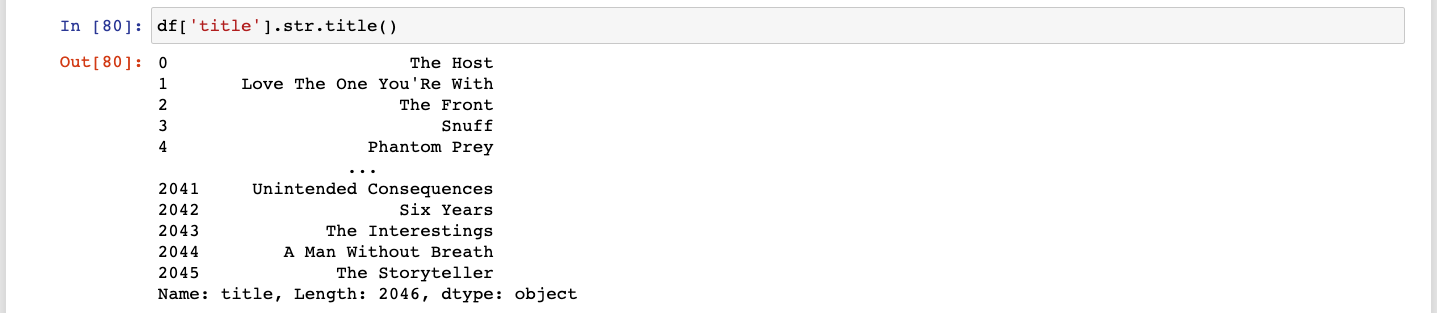 In [80]: df['title'].str.title()
Out[80]: 0                        The Host
1        Love The One You'Re With
2                       The Front
3                           Snuff
4                    Phantom Prey
...
2041     Unintended Consequences
2042                   Six Years
2043            The Interestings
2044        A Man Without Breath
2045             The Storyteller
Name: title, Length: 2046, dtype: object